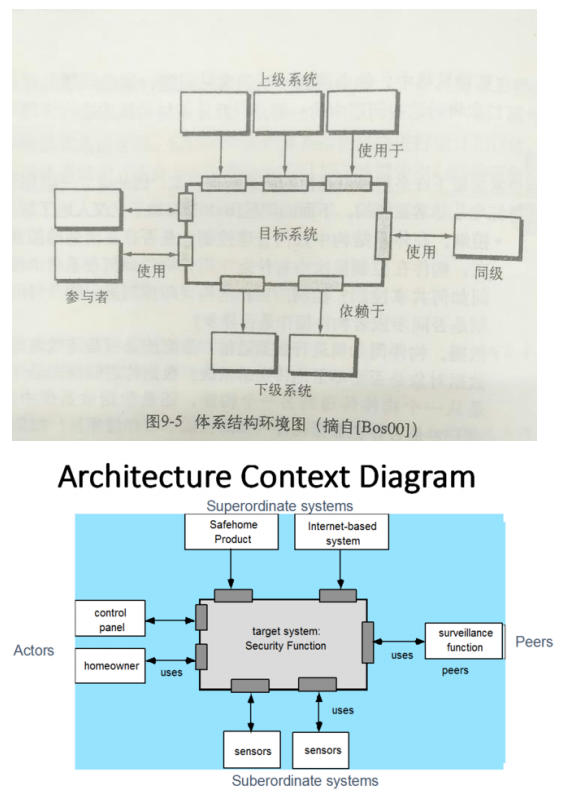 上级系统
使用于
目标系统
使用
使用
同级
参与者
依赖于
下级系统
图9-5 体系结构环境图（摘自[Bos00]）
Architecture Context Diagram
Superordinate systems
Safehome
Product
Internet-based
system
control
panel
target system:
Security Function
surveillance
function
Actors
Peers
homeowner
uses
uses
peers
uses
sensors
sensors
Suberordinate systems